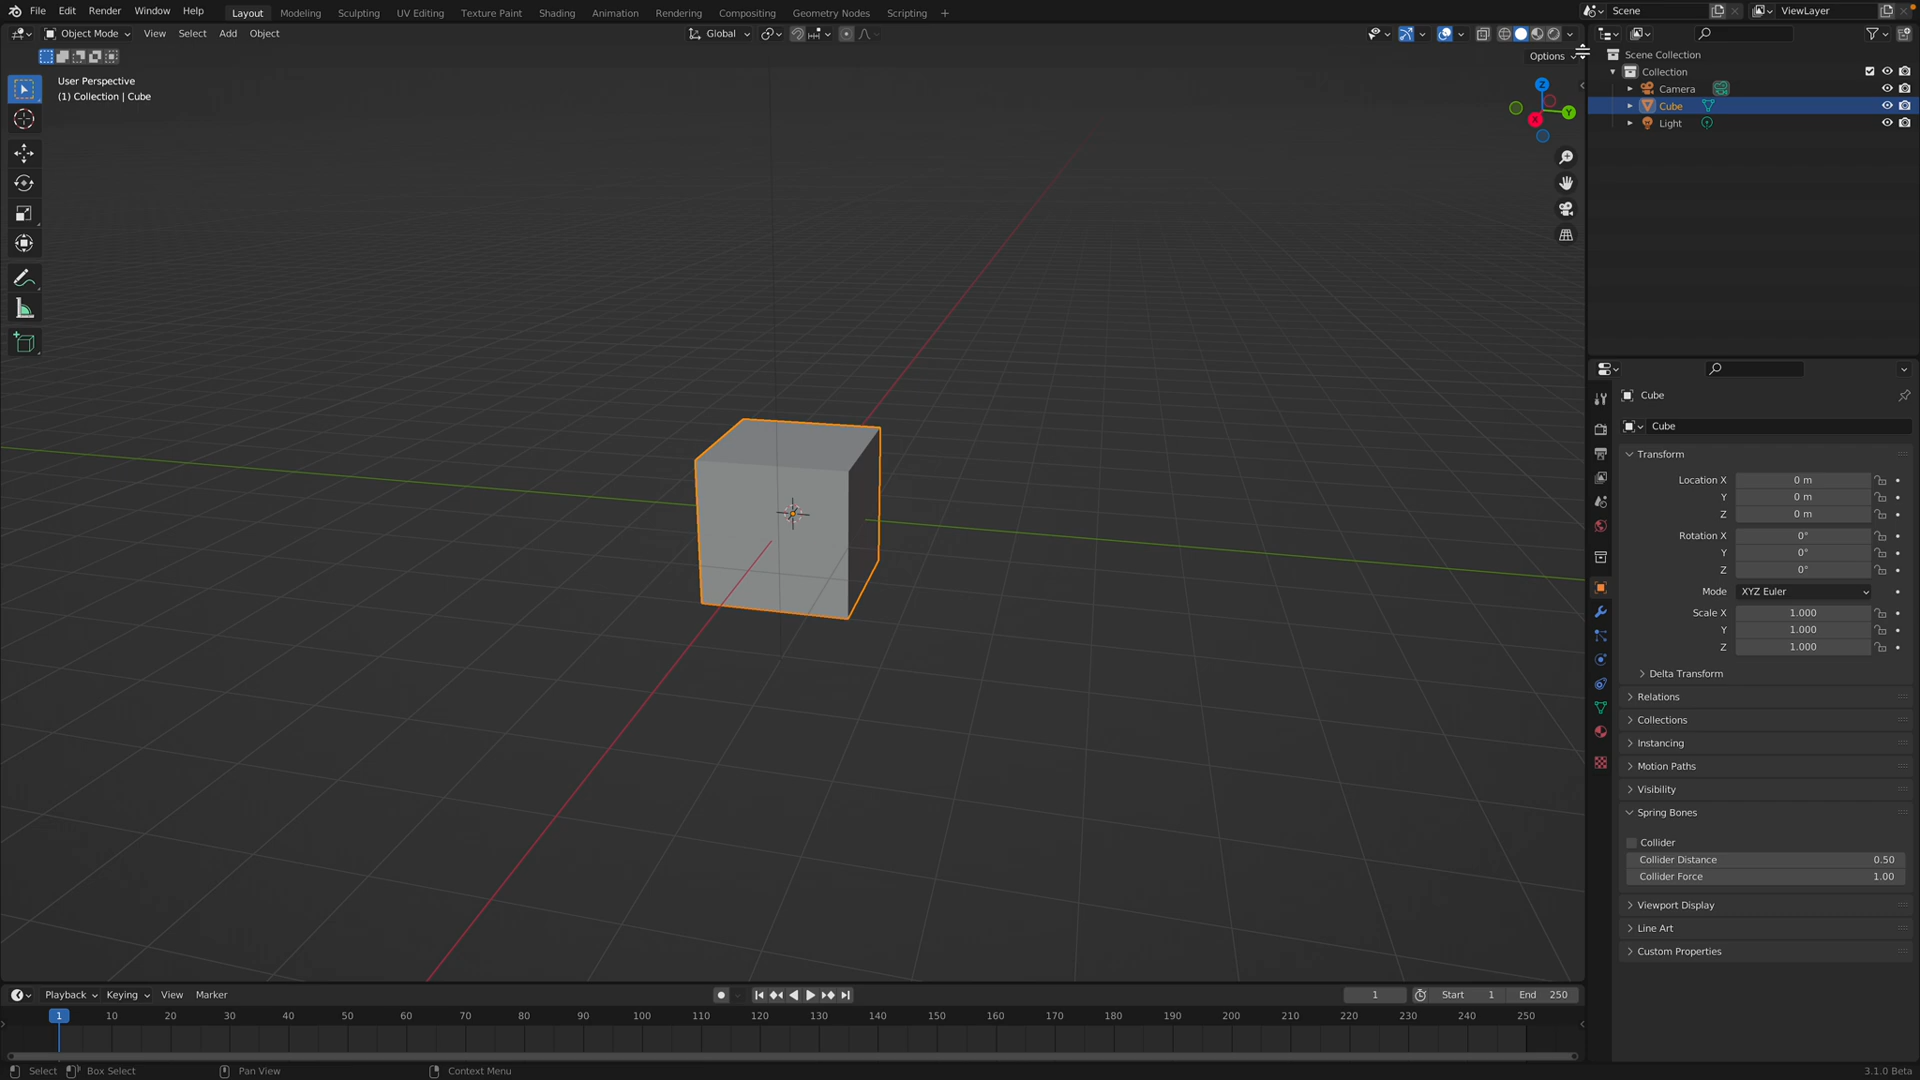 File Edit Render Window Help Layout Modeling Sculpting UV Editing Texture Paint Shading Animation Rendering Compositing Geometry Nodes Scripting + Scene ViewLayer
Object Mode View Select Add Object Global
Options
User Perspective
(1) Collection | Cube
Z
Y
X
Scene Collection
Collection
Camera
Cube
Light
Cube
Cube
Transform
Location X 0 m
Y 0 m
Z 0 m
Rotation X 0°
Y 0°
Z 0°
Mode XYZ Euler
Scale X 1.000
Y 1.000
Z 1.000
Delta Transform
Relations
Collections
Instancing
Motion Paths
Visibility
Spring Bones
Collider
Collider Distance 0.50
Collider Force 1.00
Viewport Display
Line Art
Custom Properties
Playback Keying View Marker 1 Start 1 End 250
1 10 20 30 40 50 60 70 80 90 100 110 120 130 140 150 160 170 180 190 200 210 220 230 240 250
Select Box Select Pan View Context Menu 3.1.0 Beta